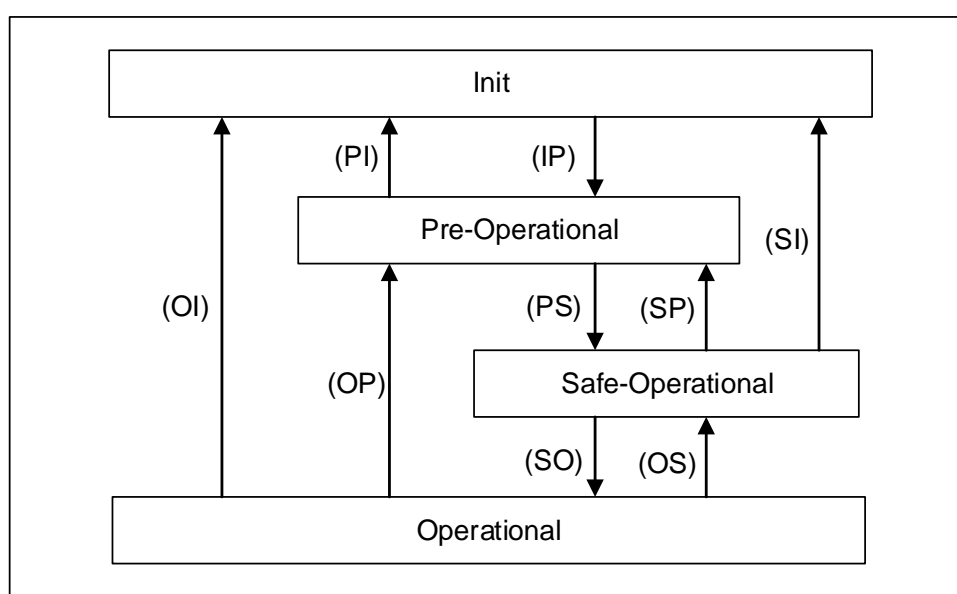 Init
(PI)
(IP)
Pre-Operational
(SI)
(OI)
(PS)
(SP)
(OP)
Safe-Operational
(SO)
(OS)
Operational